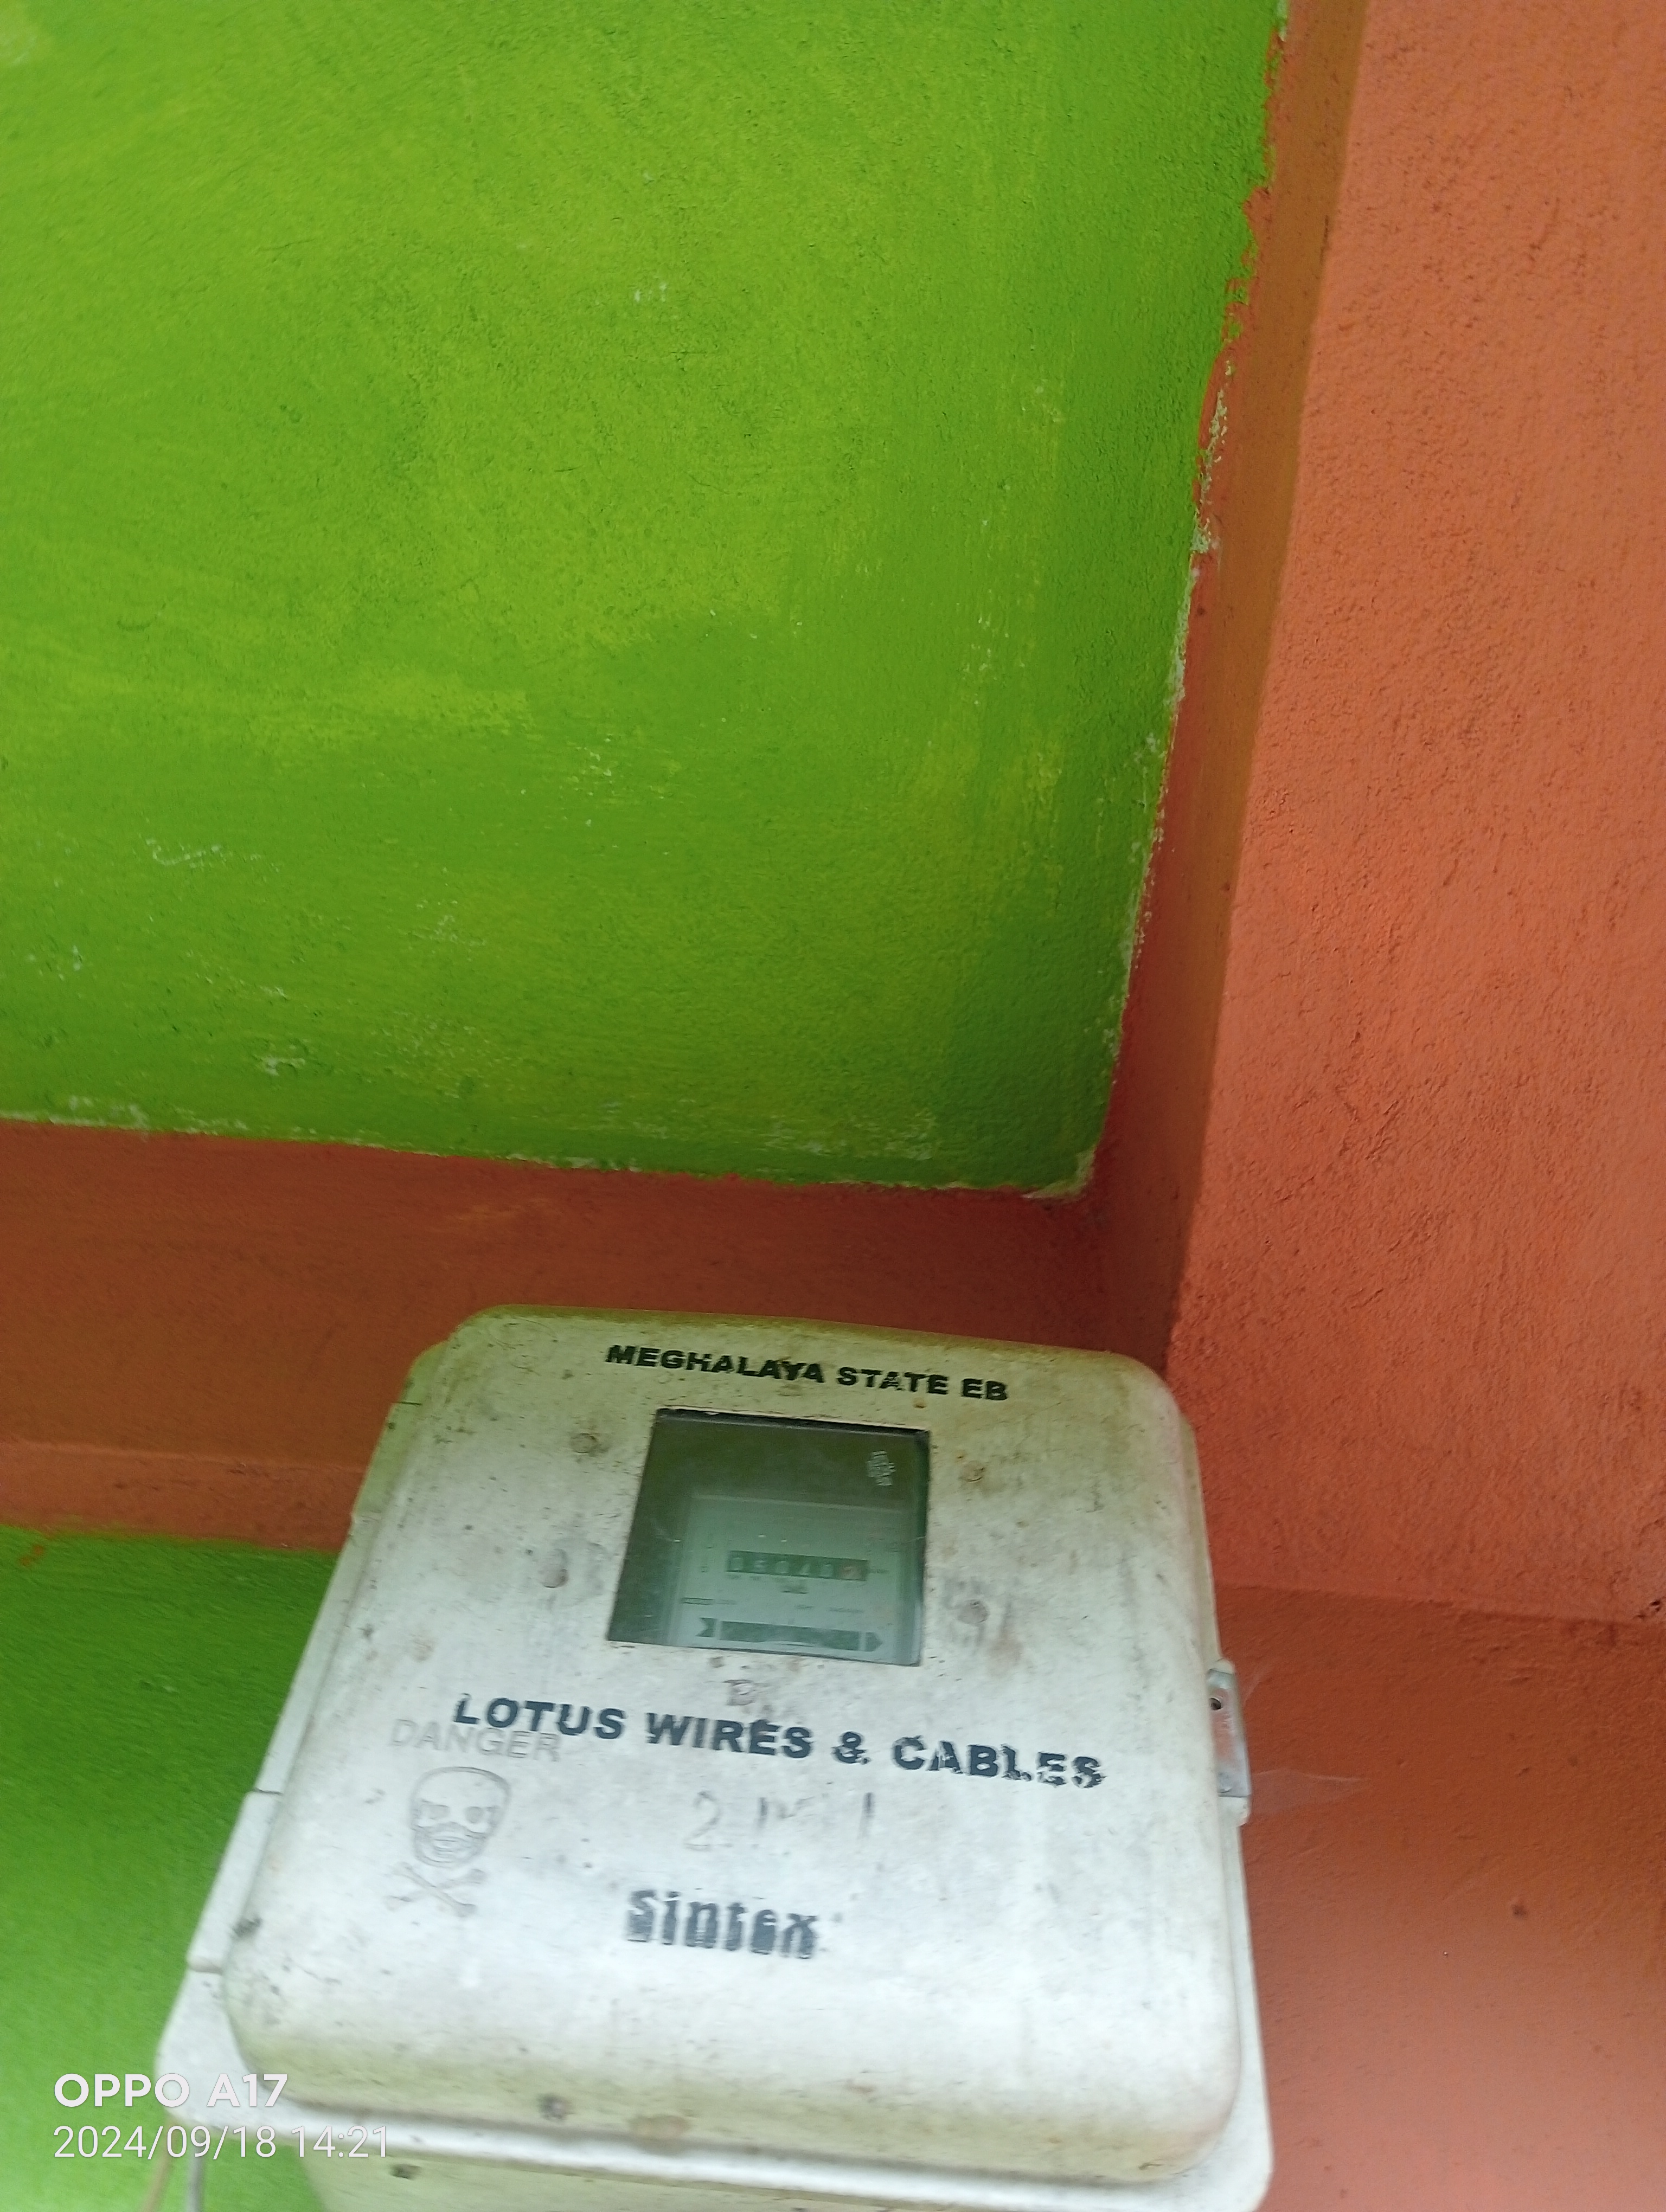 MEGHALAYA STATE EB
LOTUS WIRES & CABLES
DANGER
Sintex
OPPO A17
2024/09/18 14:21